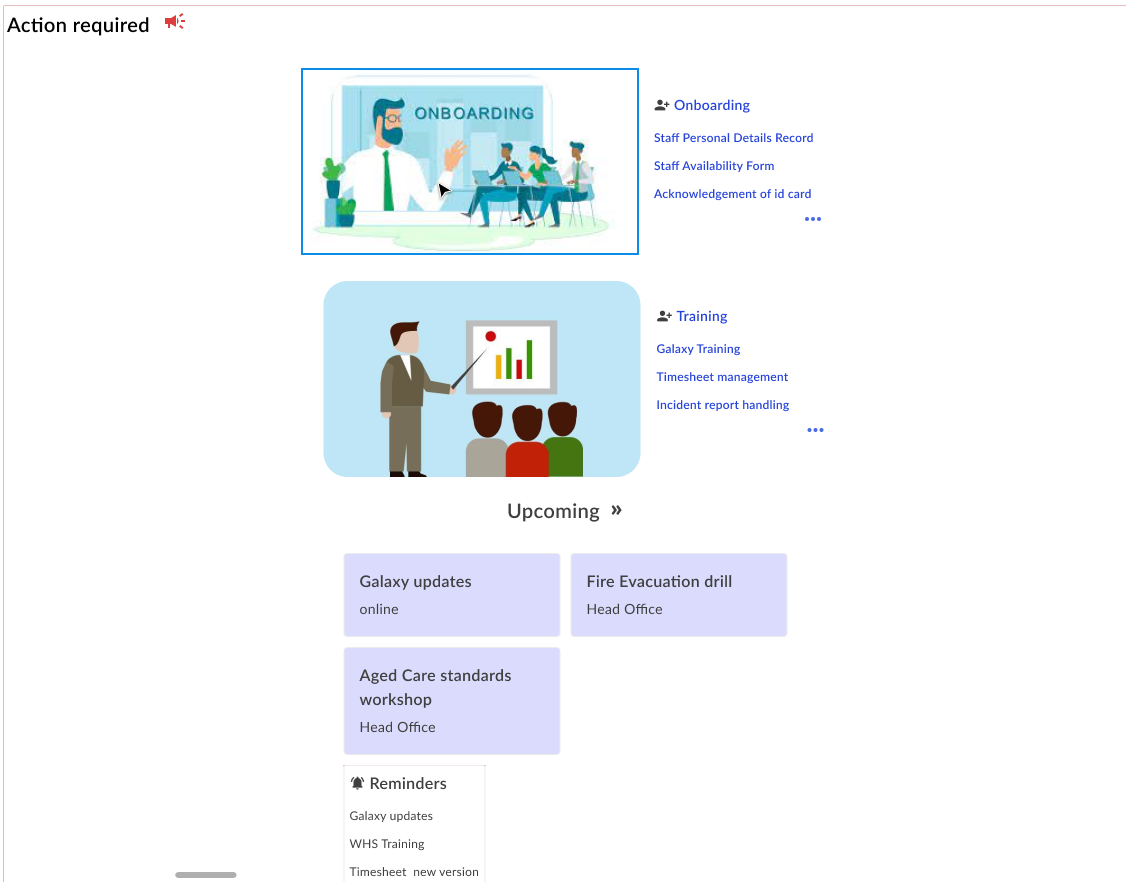 Action required
ONBOARDING
Onboarding
Staff Personal Details Record
Staff Availability Form
Acknowledgement of id card
Training
Galaxy Training
Timesheet management
Incident report handling
Upcoming »
Galaxy updates
online
Fire Evacuation drill
Head Office
Aged Care standards
workshop
Head Office
Reminders
Galaxy updates
WHS Training
Timesheet  new version